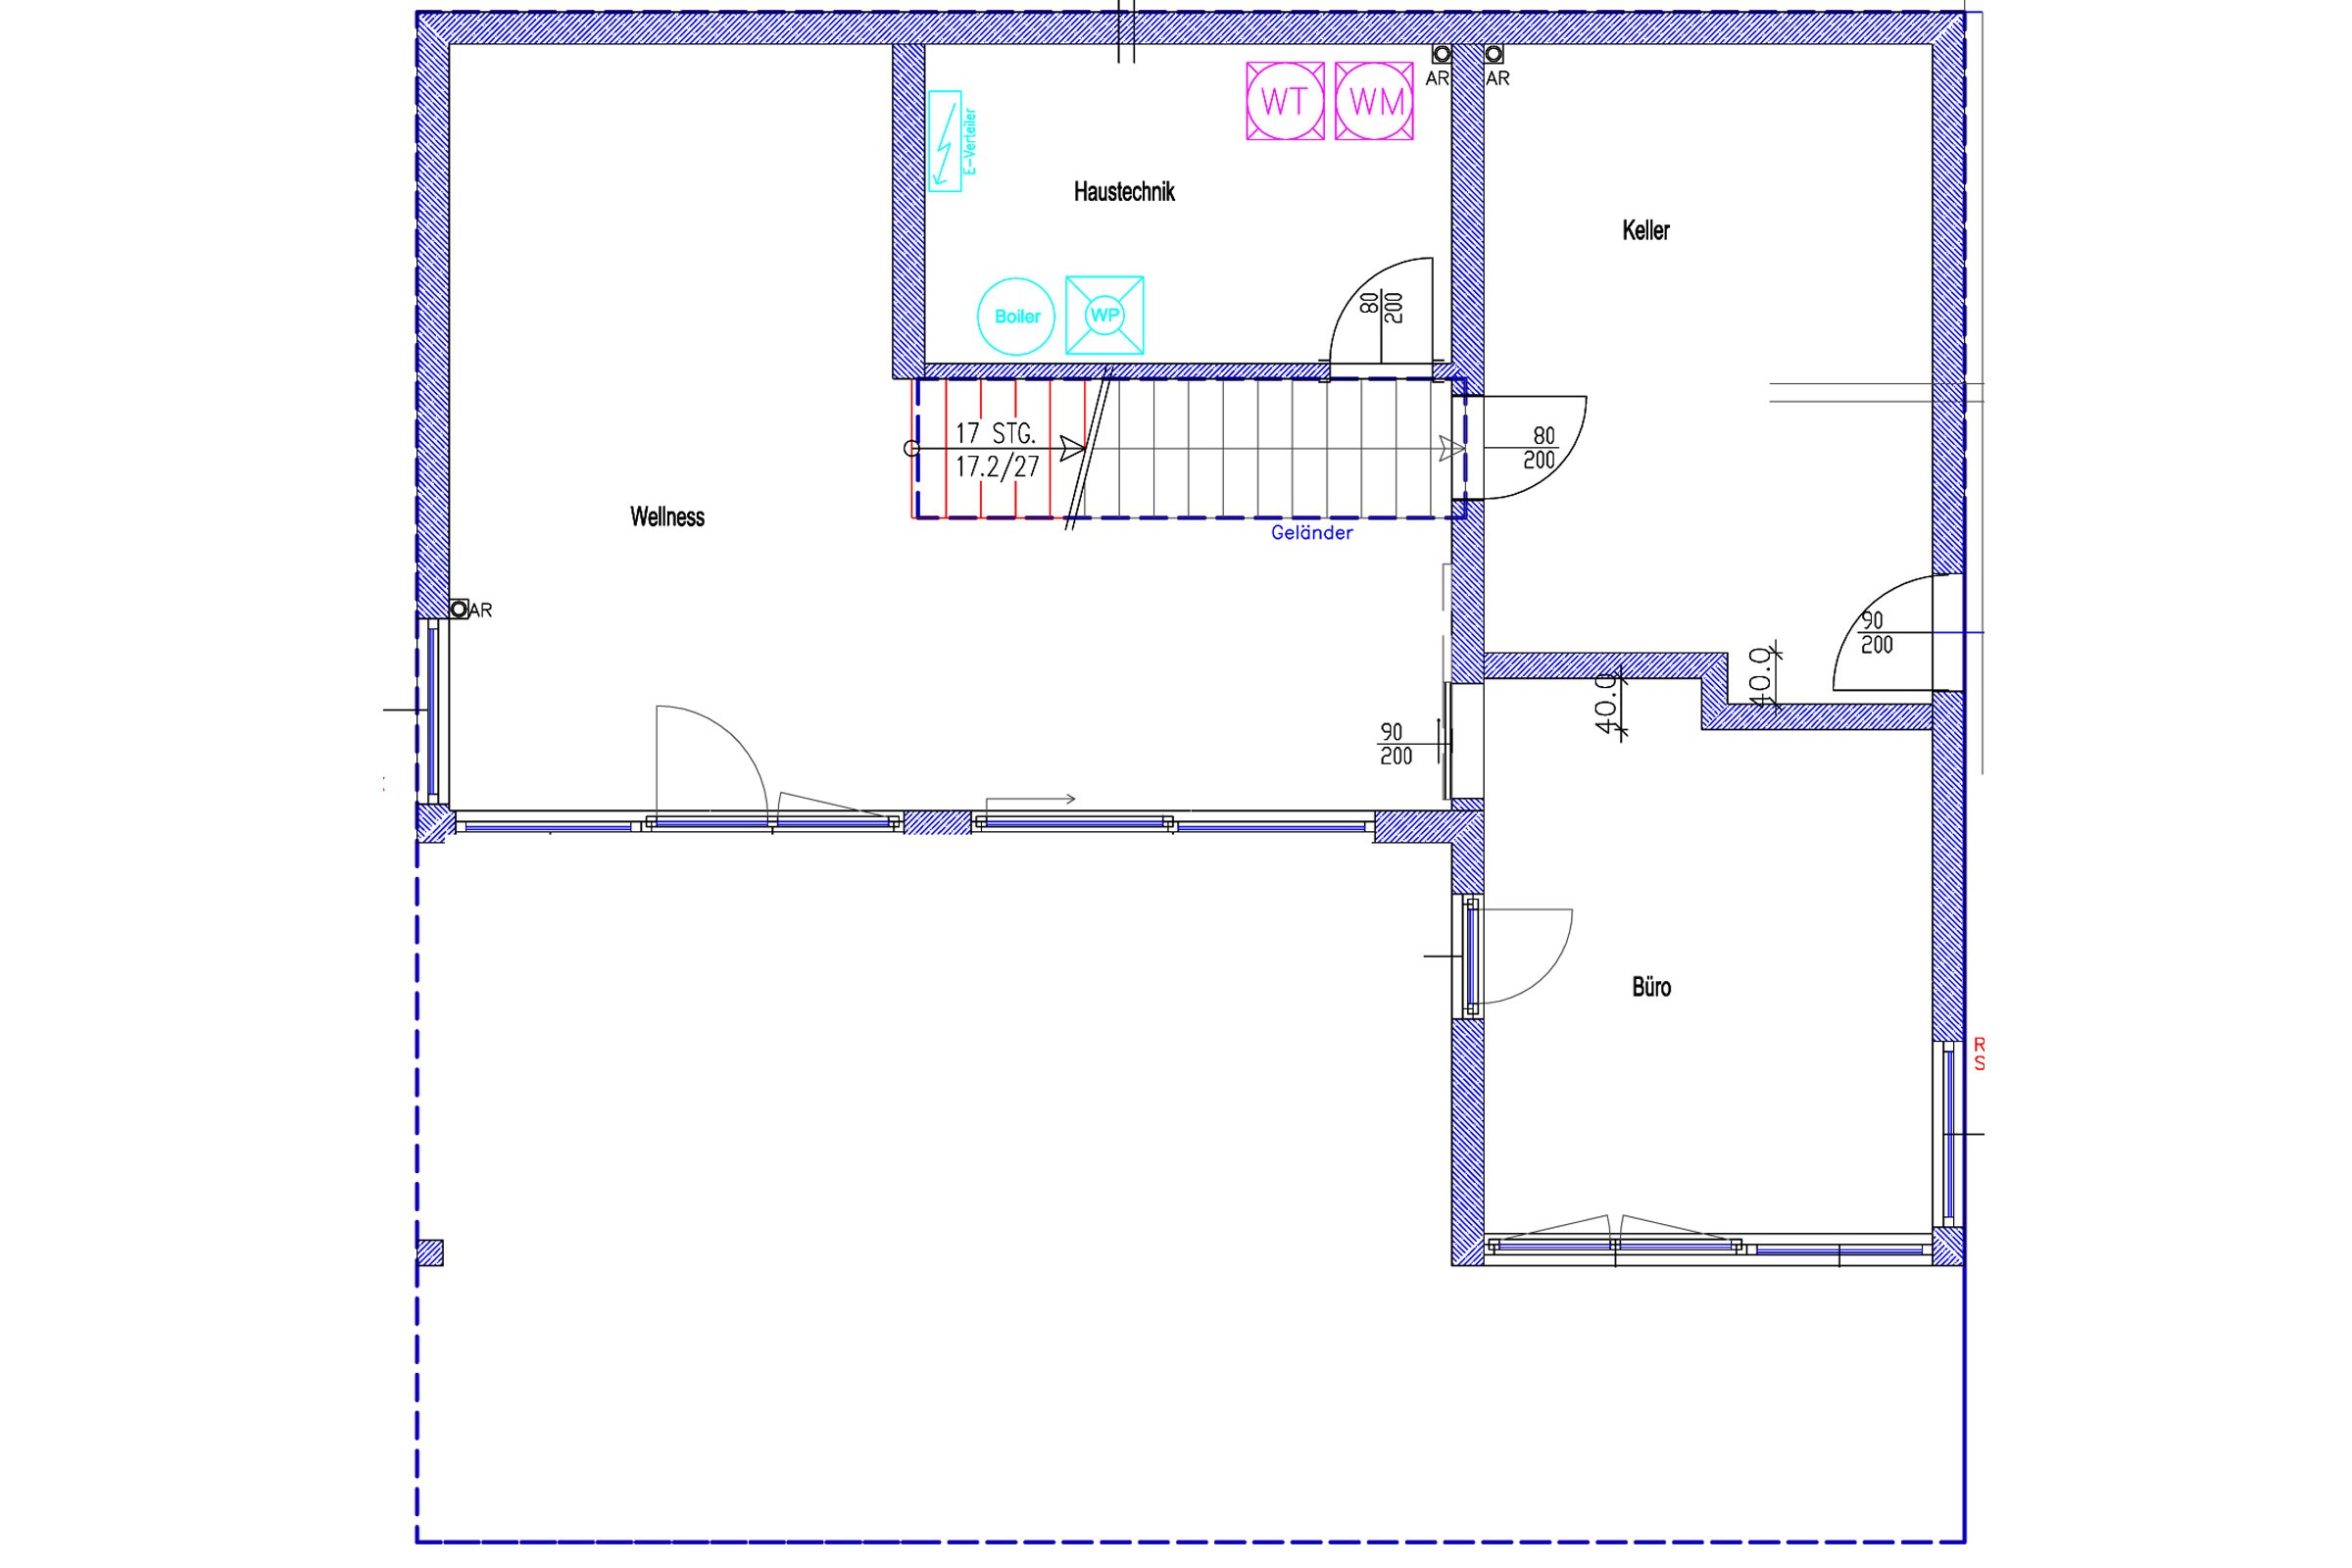 AR
AR
WT
WM
E-Verteiler
Haustechnik
Keller
80
200
Boiler
WP
17 STG.
17.2/27
80
200
Wellness
Geländer
AR
90
200
40.0
40.0
90
200
Büro
R
S